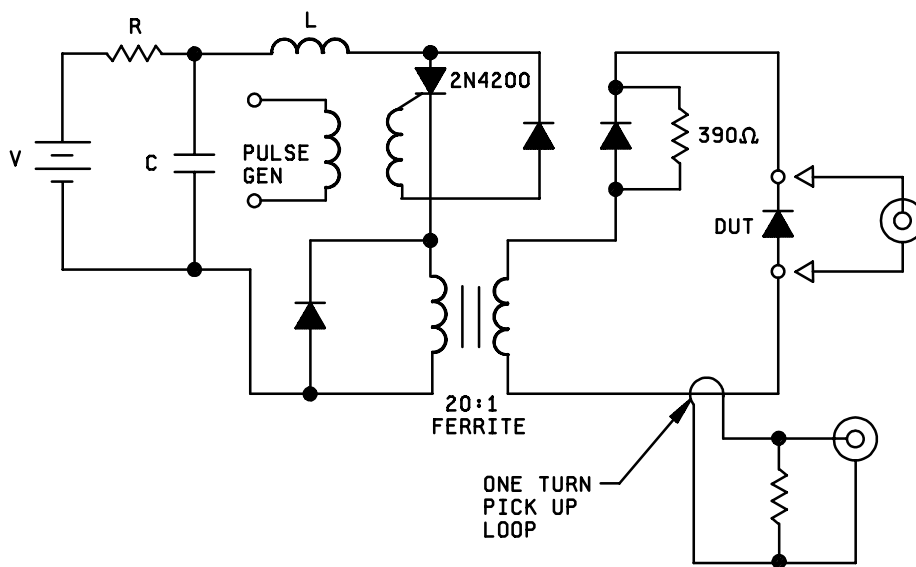 L
R
2N4200
390Ω
V
C
PULSE
GEN
DUT
20:1
FERRITE
ONE TURN
PICK UP
LOOP